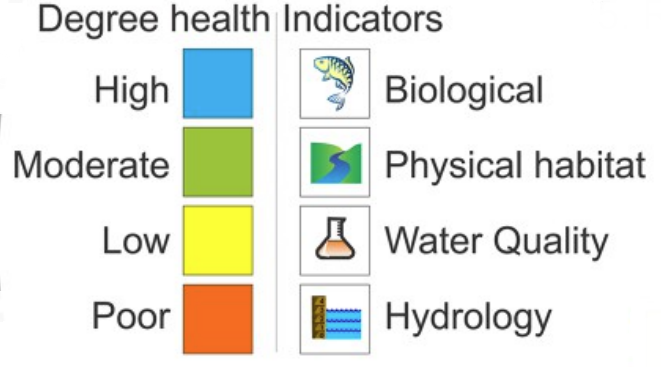 Degree health Indicators
High Biological
Moderate Physical habitat
Low Water Quality
Poor Hydrology